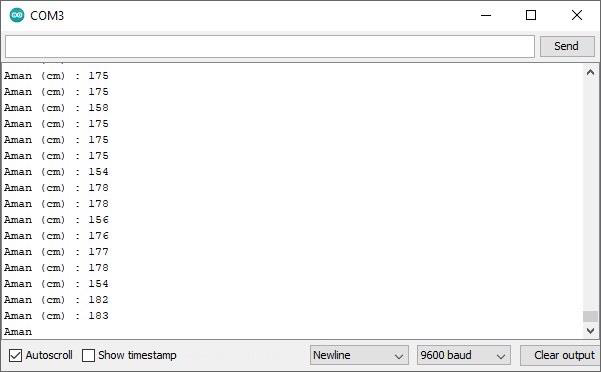 COM3
Send
Aman (cm) : 175
Aman (cm) : 175
Aman (cm) : 158
Aman (cm) : 175
Aman (cm) : 175
Aman (cm) : 175
Aman (cm) : 154
Aman (cm) : 178
Aman (cm) : 178
Aman (cm) : 156
Aman (cm) : 176
Aman (cm) : 177
Aman (cm) : 178
Aman (cm) : 154
Aman (cm) : 182
Aman (cm) : 183
Aman
Autoscroll Show timestamp Newline 9600 baud Clear output